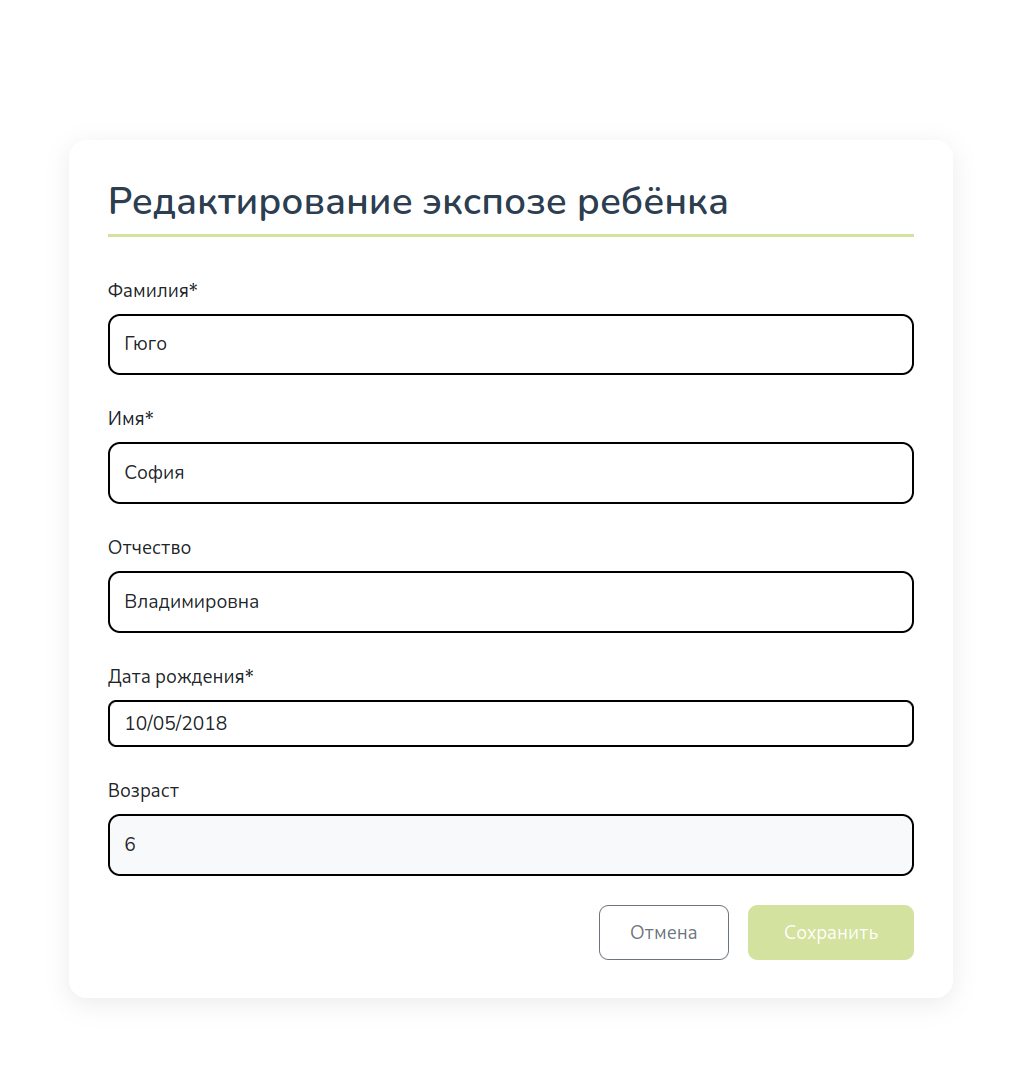 Редактирование экспозе ребёнка
Фамилия*
Гюго
Имя*
София
Отчество
Владимировна
Дата рождения*
10/05/2018
Возраст
6
Отмена
Сохранить